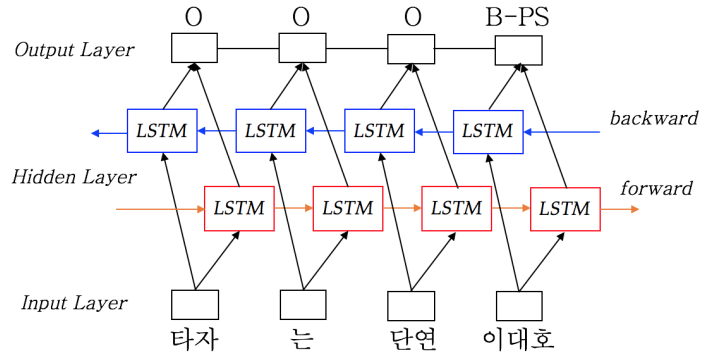 O O O B-PS
Output Layer
LSTM LSTM LSTM LSTM backward
Hidden Layer
LSTM LSTM LSTM LSTM forward
Input Layer
타자 는 단연 이대호